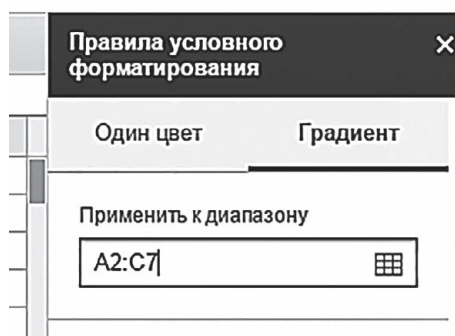 Правила условного
форматирования
Один цвет
Градиент
Применить к диапазону
A2:C7